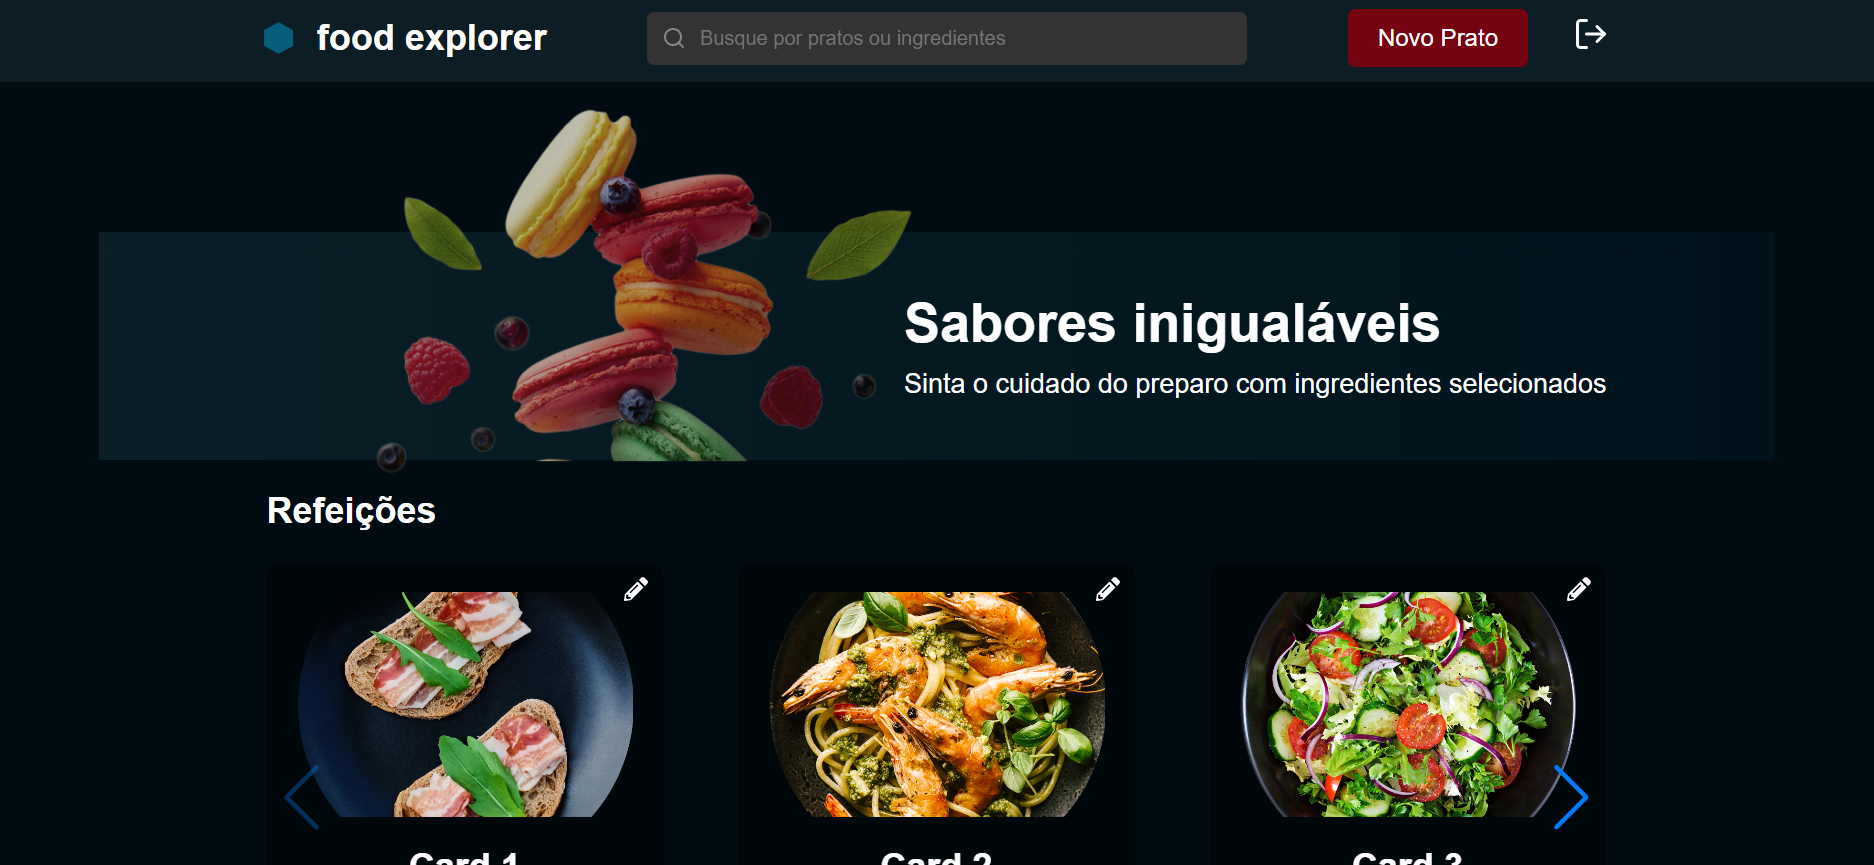 food explorer
Busque por pratos ou ingredientes
Novo Prato
Sabores inigualáveis
Sinta o cuidado do preparo com ingredientes selecionados
Refeições
Card 1
Card 2
Card 3